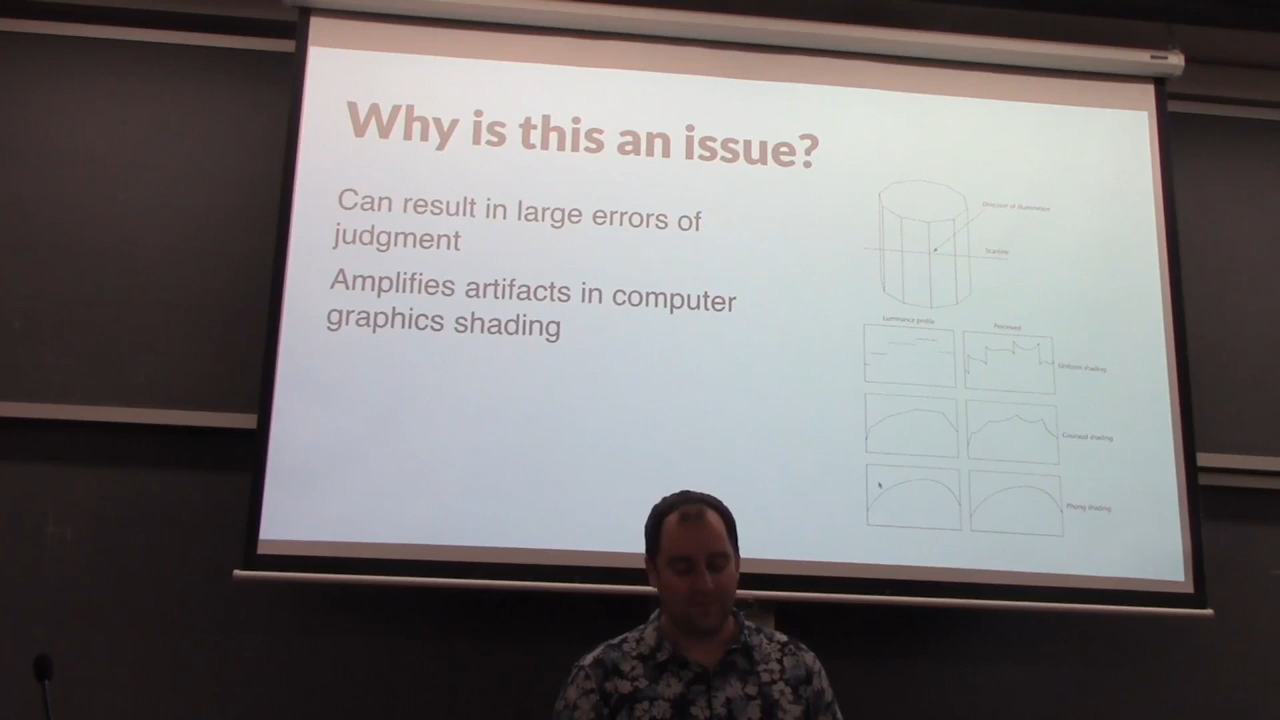 Why is this an issue?
Can result in large errors of
judgment
Amplifies artifacts in computer
graphics shading
Direction of illumination
Scanline
Luminance profile
Perceived
Uniform shading
Gouraud shading
Phong shading